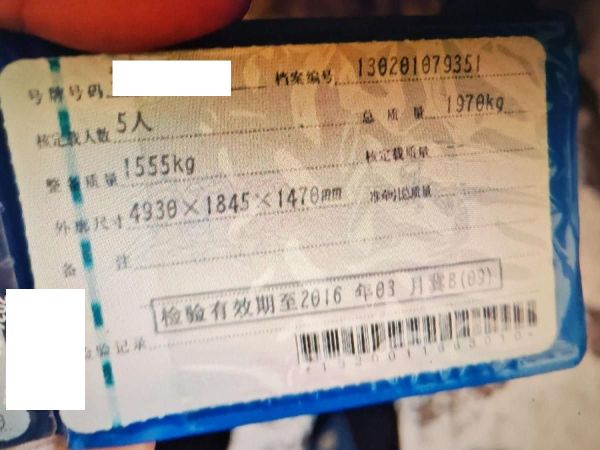 号牌号码 档案编号 130201079351
核定载人数 5人 总质量 1970kg
整备质量 1555kg 核定载质量 --
外廓尺寸 4930×1845×1470mm 准牵引总质量 --
备 注
检验有效期至2016 年03 月冀B(09)
检验记录